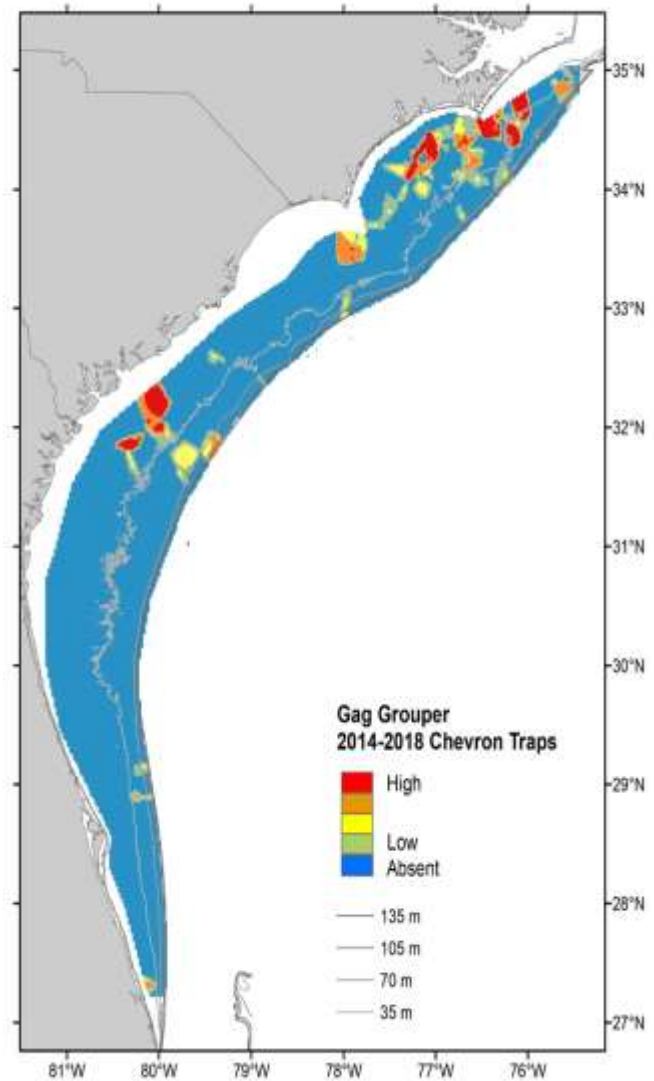 35°N
34°N
33°N
32°N
31°N
30°N
Gag Grouper
2014-2018 Chevron Traps
High
29°N
Low
Absent
28°N
135 m
105 m
70 m
35 m
27°N
81°W 80°W 79°W 78°W 77°W 76°W